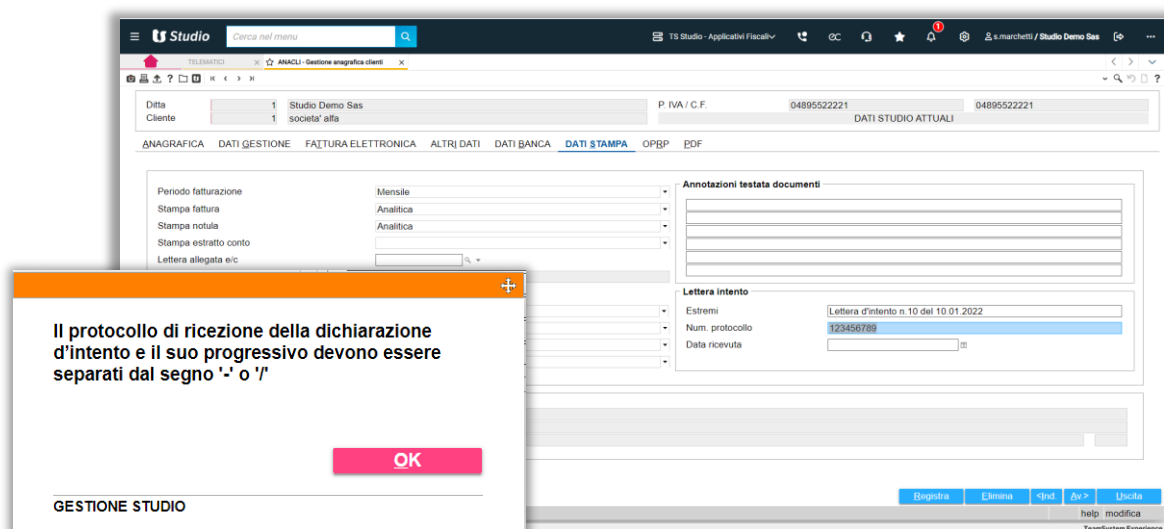 Studio
Cerca nel menu
TS Studio - Applicativi Fiscali
1
s.marchetti / Studio Demo Sas
TELEMATICI
ANACLI - Gestione anagrafica clienti
Ditta 1 Studio Demo Sas P. IVA / C.F. 04895522221 04895522221
Cliente 1 societa' alfa DATI STUDIO ATTUALI
ANAGRAFICA DATI GESTIONE FATTURA ELETTRONICA ALTRI DATI DATI BANCA DATI STAMPA OPRP PDF
Periodo fatturazione Mensile
Stampa fattura Analitica
Stampa notula Analitica
Stampa estratto conto
Lettera allegata e/c
Annotazioni testata documenti
Lettera intento
Estremi Lettera d'intento n.10 del 10.01.2022
Num. protocollo 123456789
Data ricevuta
Il protocollo di ricezione della dichiarazione
d'intento e il suo progressivo devono essere
separati dal segno '-' o '/'
OK
GESTIONE STUDIO
Registra Elimina <Ind. Av.> Uscita
help modifica
TeamSystem Experience